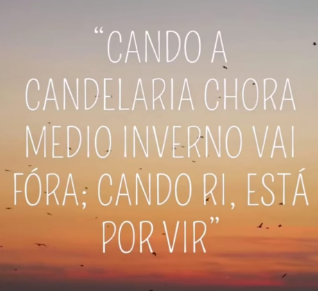 “CANDO A
CANDELARIA CHORA
MEDIO INVERNO VAI
FÓRA; CANDO RI, ESTÁ
POR VIR”